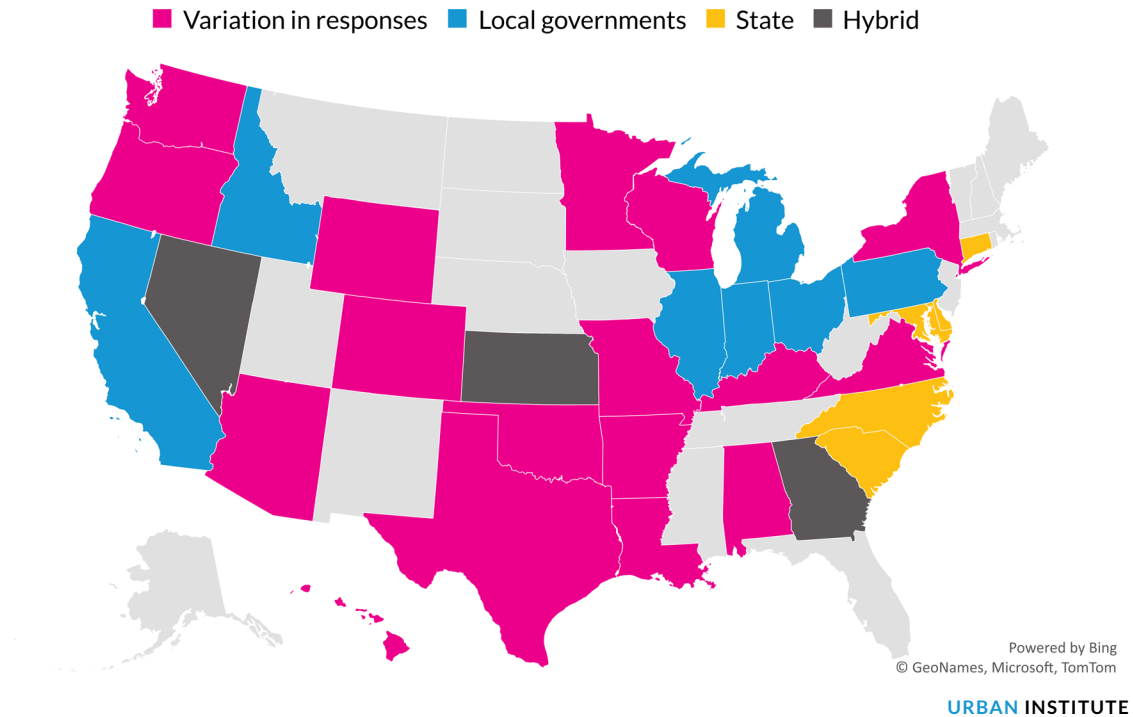 Variation in responses Local governments State Hybrid
Powered by Bing
© GeoNames, Microsoft, TomTom
URBAN INSTITUTE